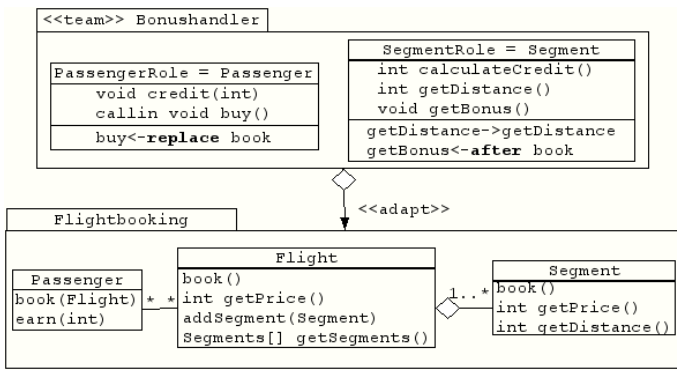 <<team>> Bonushandler
PassengerRole = Passenger
void credit(int)
callin void buy()
buy<-replace book
SegmentRole = Segment
int calculateCredit()
int getDistance()
void getBonus()
getDistance->getDistance
getBonus<-after book
<<adapt>>
Flightbooking
Passenger
book(Flight)
earn(int)
* *
Flight
book()
int getPrice()
addSegment(Segment)
Segments[] getSegments()
1..*
Segment
book()
int getPrice()
int getDistance()